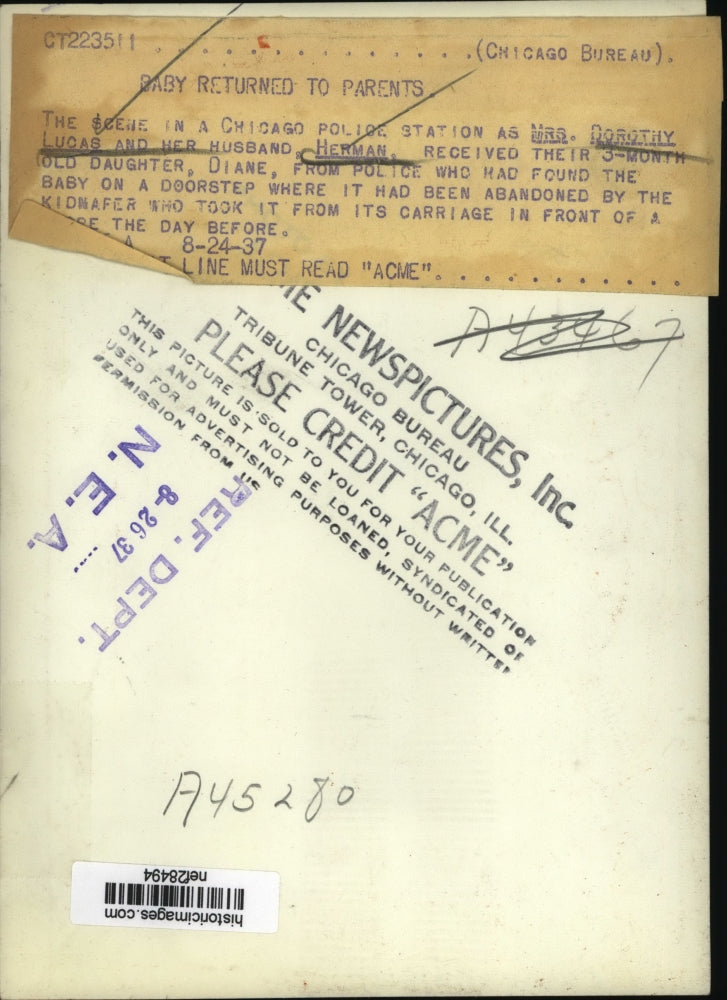 CT223511 . . . . . . . . . . . . . . . (CHICAGO BUREAU).
BABY RETURNED TO PARENTS.
THE SCENE IN A CHICAGO POLICE STATION AS MRS. DOROTHY
LUCAS AND HER HUSBAND, HERMAN, RECEIVED THEIR 3-MONTH
OLD DAUGHTER, DIANE, FROM POLICE WHO HAD FOUND THE
BABY ON A DOORSTEP WHERE IT HAD BEEN ABANDONED BY THE
KIDNAPER WHO TOOK IT FROM ITS CARRIAGE IN FRONT OF A
THE DAY BEFORE.
A 8-24-37
T LINE MUST READ "ACME". . . . . . . . . . . .
A43467
NEWSPICTURES, Inc.
CHICAGO BUREAU
TRIBUNE TOWER, CHICAGO, ILL.
PLEASE CREDIT "ACME"
THIS PICTURE IS SOLD TO YOU FOR YOUR PUBLICATION
ONLY AND MUST NOT BE LOANED, SYNDICATED OR
USED FOR ADVERTISING PURPOSES WITHOUT WRITTEN
PERMISSION FROM US
REF. DEPT.
8-26 37
N. E. A.
A45280
historicimages.com
nef28494